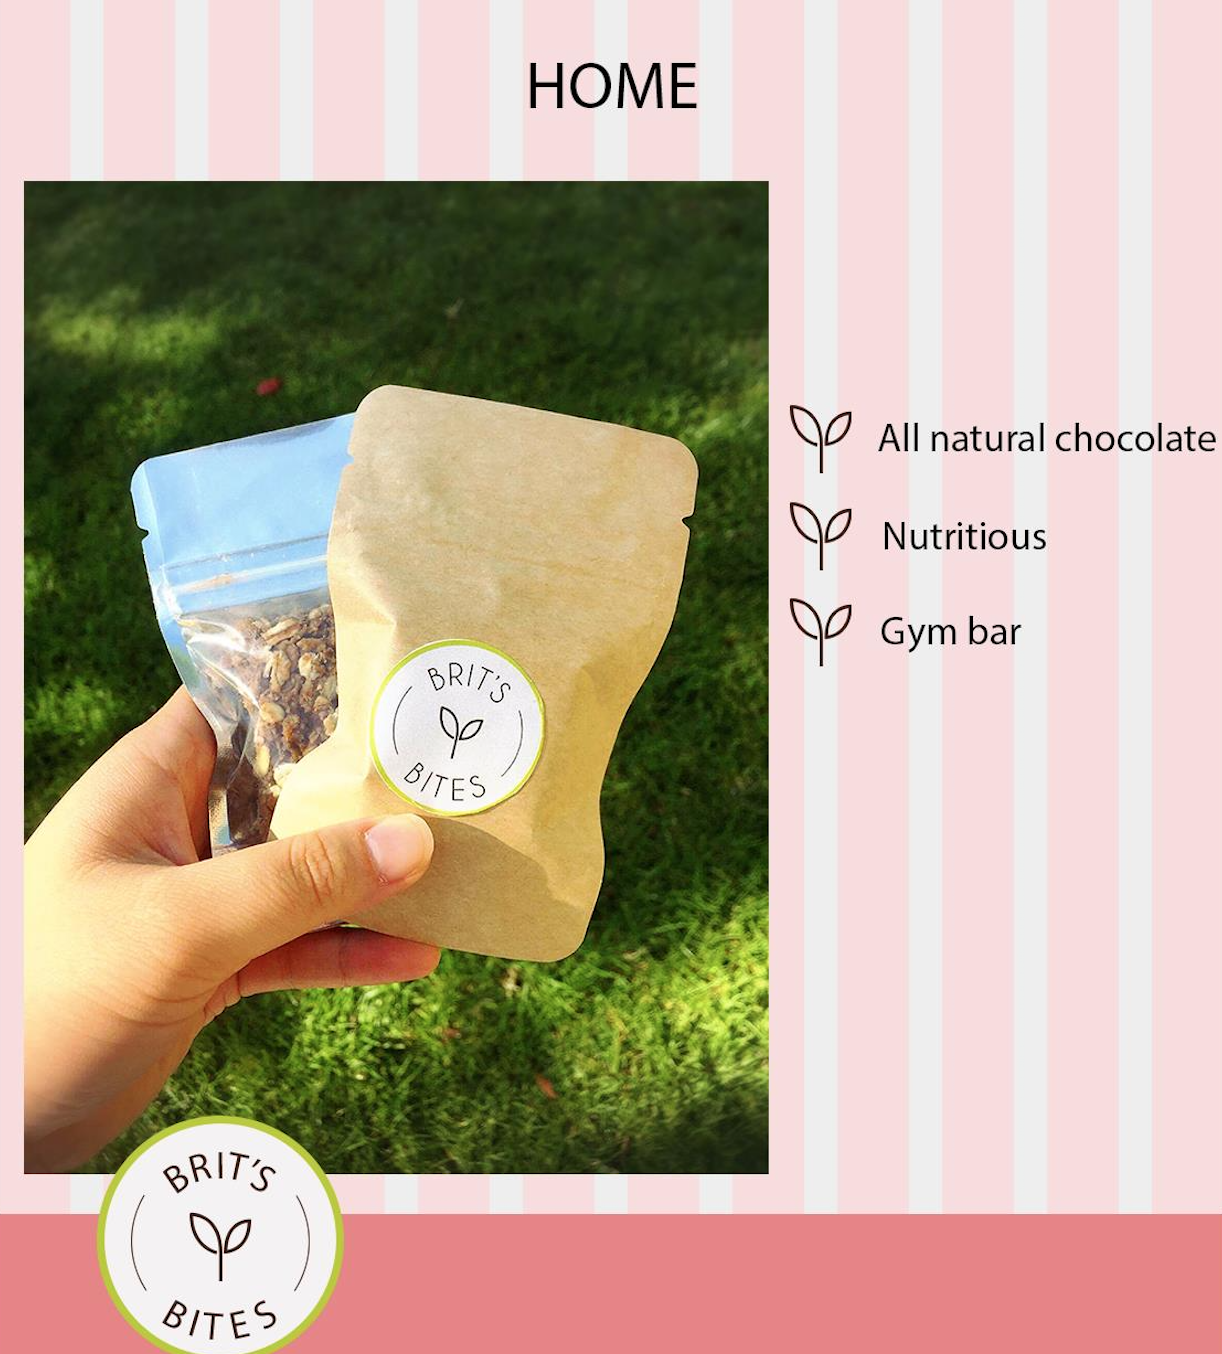 HOME
All natural chocolate
Nutritious
Gym bar
BRIT'S
BITES
BRIT'S
BITES